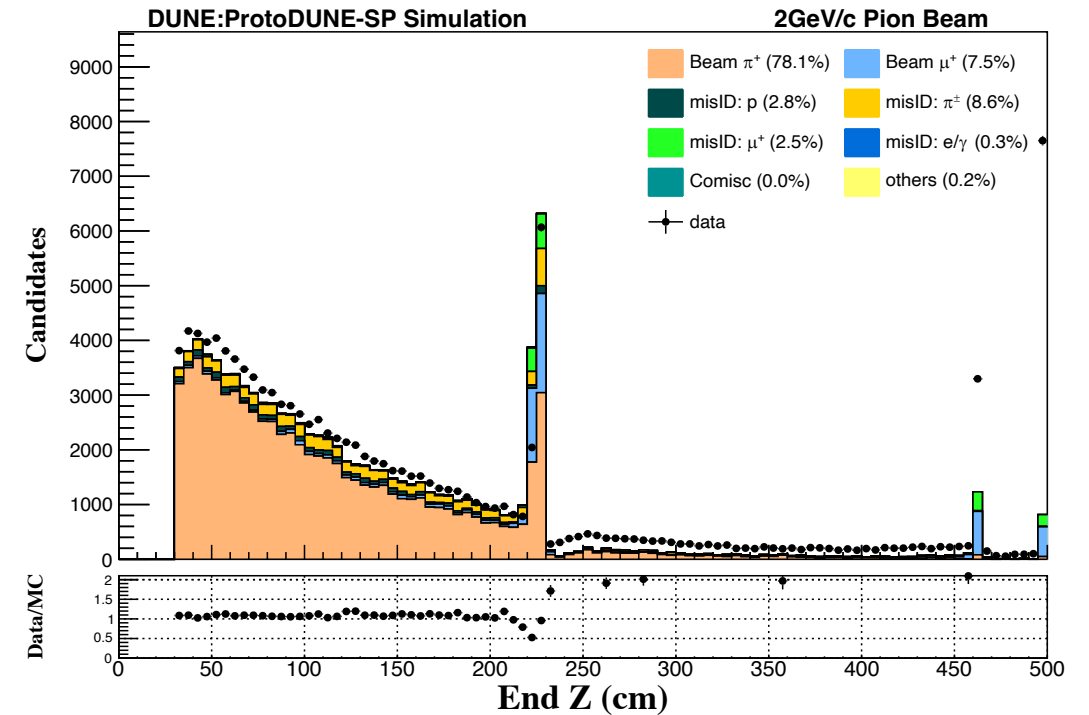 DUNE:ProtoDUNE-SP Simulation 2GeV/c Pion Beam
Beam π⁺ (78.1%) Beam μ⁺ (7.5%)
misID: p (2.8%) misID: π± (8.6%)
misID: μ⁺ (2.5%) misID: e/γ (0.3%)
Comisc (0.0%) others (0.2%)
data
Candidates
9000
8000
7000
6000
5000
4000
3000
2000
1000
0
Data/MC
2
1.5
1
0.5
0
0 50 100 150 200 250 300 350 400 450 500
End Z (cm)